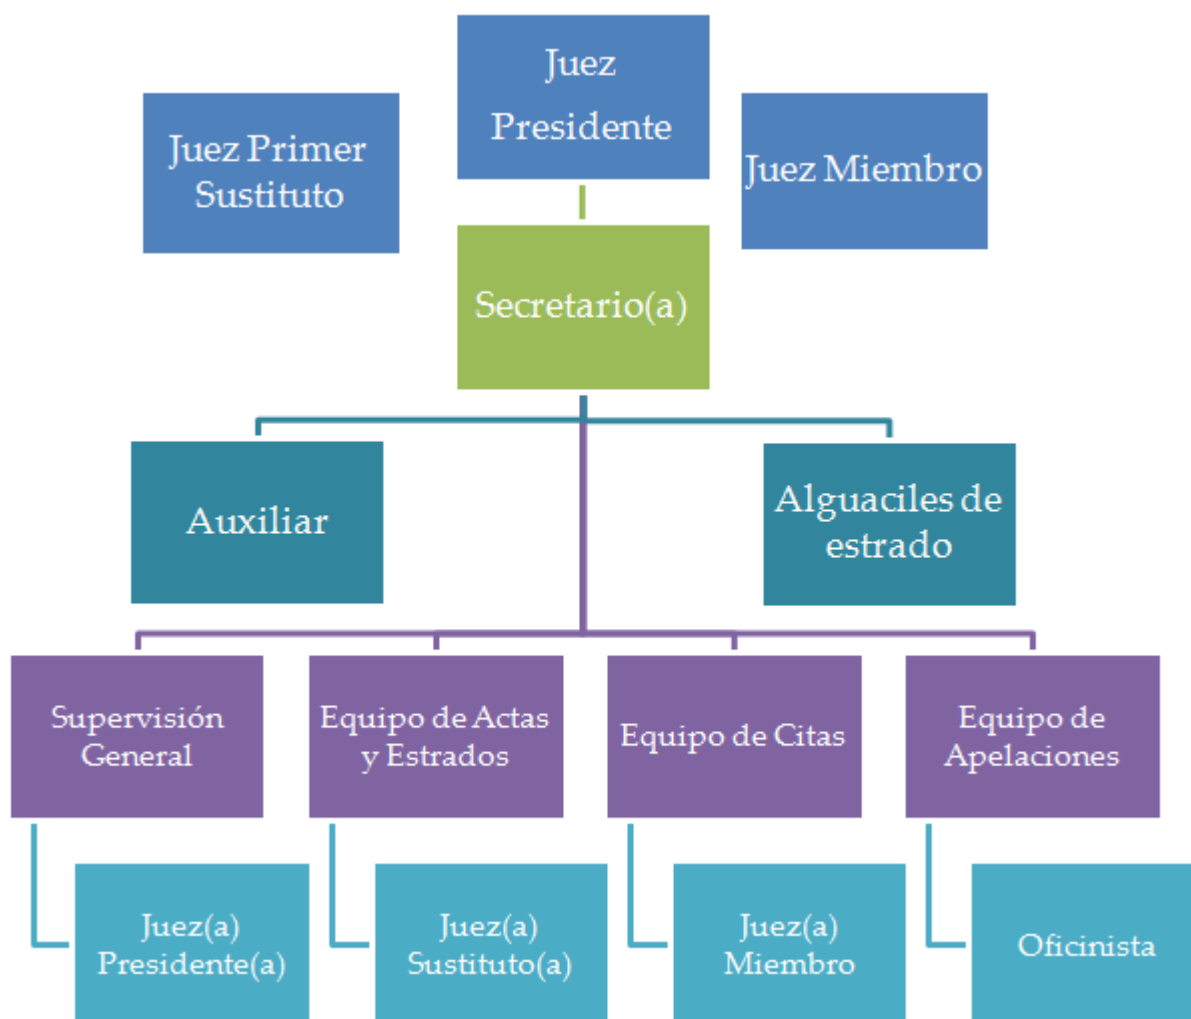 Juez
Presidente
Juez Primer
Sustituto
Juez Miembro
Secretario(a)
Auxiliar
Alguaciles de
estrado
Supervisión
General
Equipo de Actas
y Estrados
Equipo de Citas
Equipo de
Apelaciones
Juez(a)
Presidente(a)
Juez(a)
Sustituto(a)
Juez(a)
Miembro
Oficinista